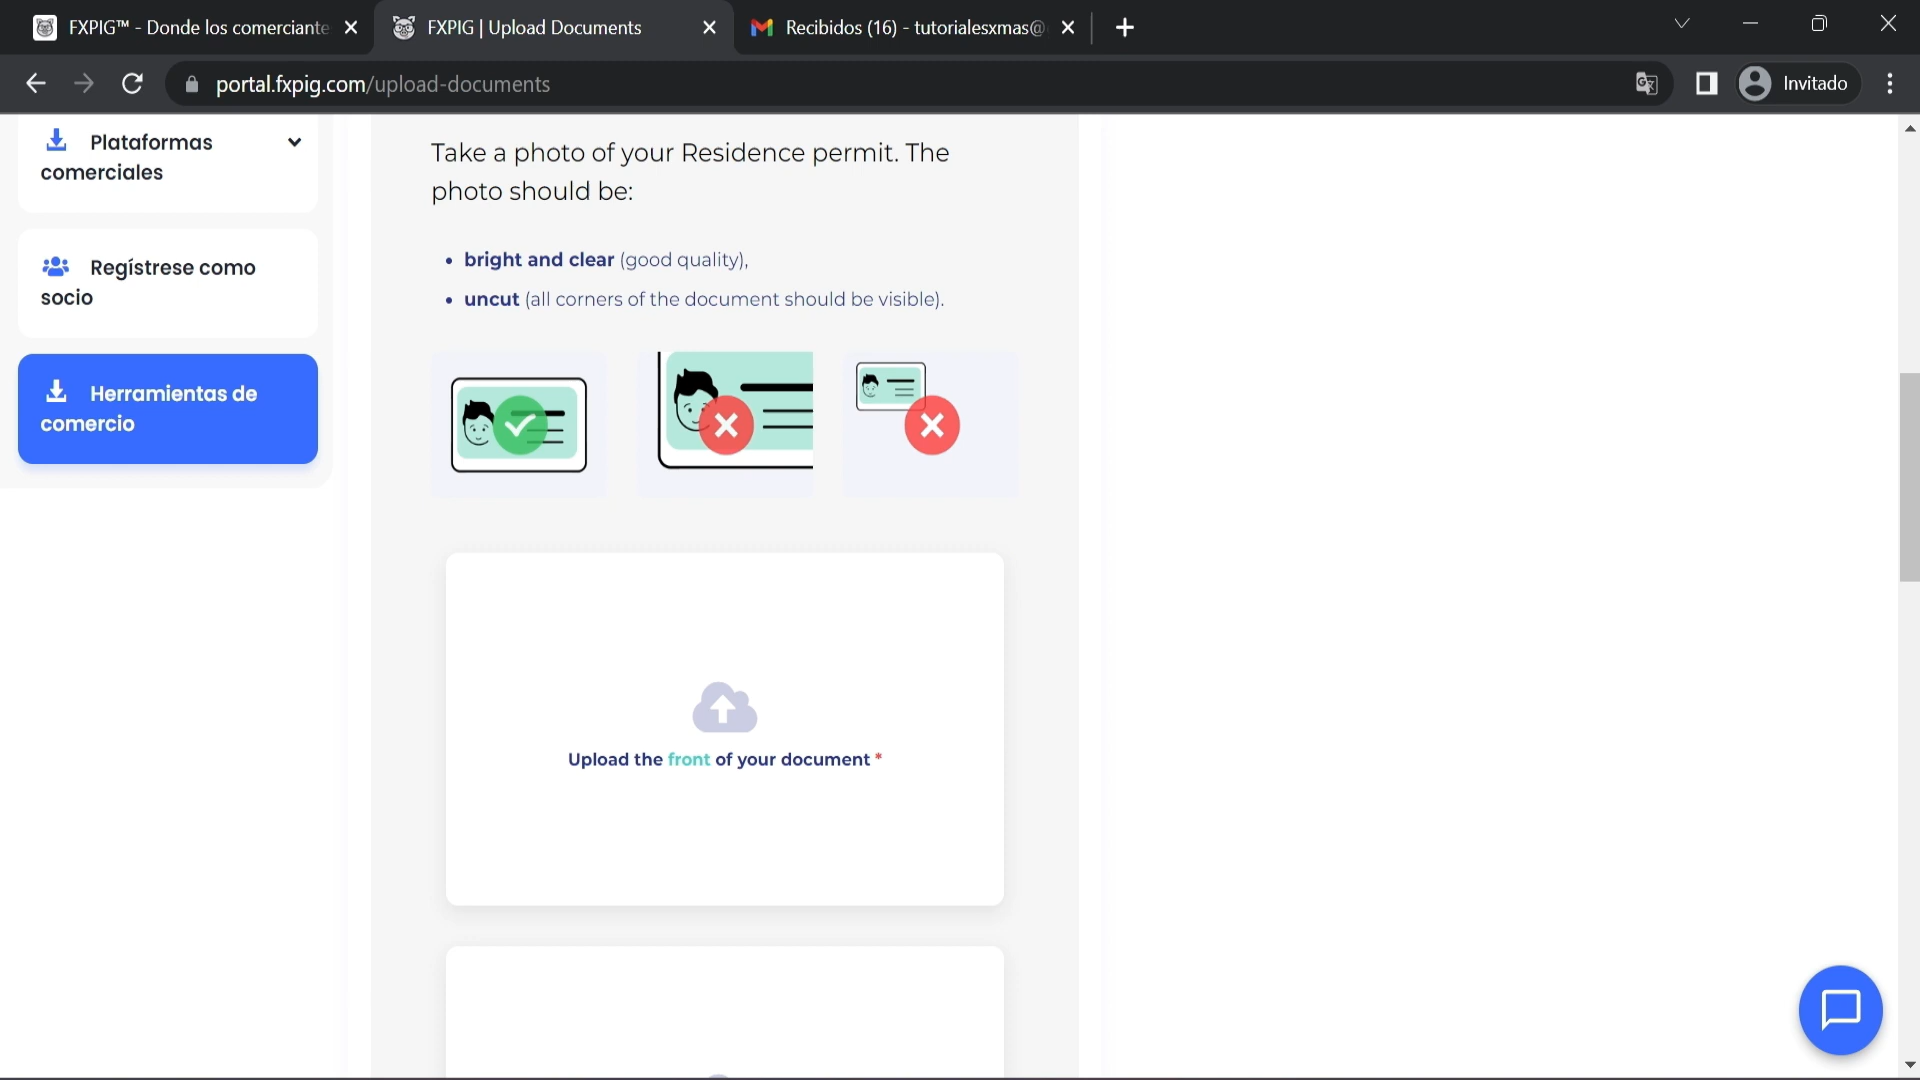 FXPIG™ - Donde los comerciante
FXPIG | Upload Documents
Recibidos (16) - tutorialesxmas@
portal.fxpig.com/upload-documents
Invitado
Plataformas
comerciales
Regístrese como
socio
Herramientas de
comercio
Take a photo of your Residence permit. The
photo should be:
• bright and clear (good quality),
• uncut (all corners of the document should be visible).
Upload the front of your document *